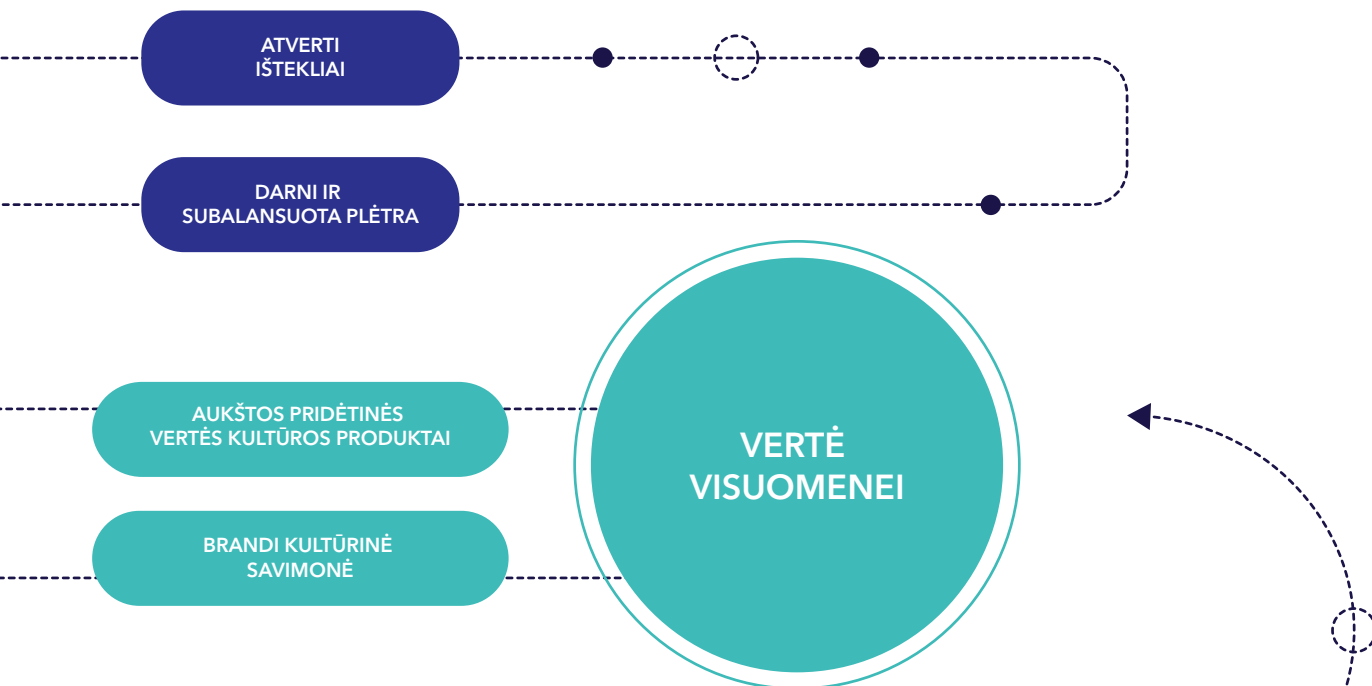 ATVERTI
IŠTEKLIAI
DARNI IR
SUBALANSUOTA PLĖTRA
AUKŠTOS PRIDĖTINĖS
VERTĖS KULTŪROS PRODUKTAI
VERTĖ
VISUOMENEI
BRANDI KULTŪRINĖ
SAVIMONĖ